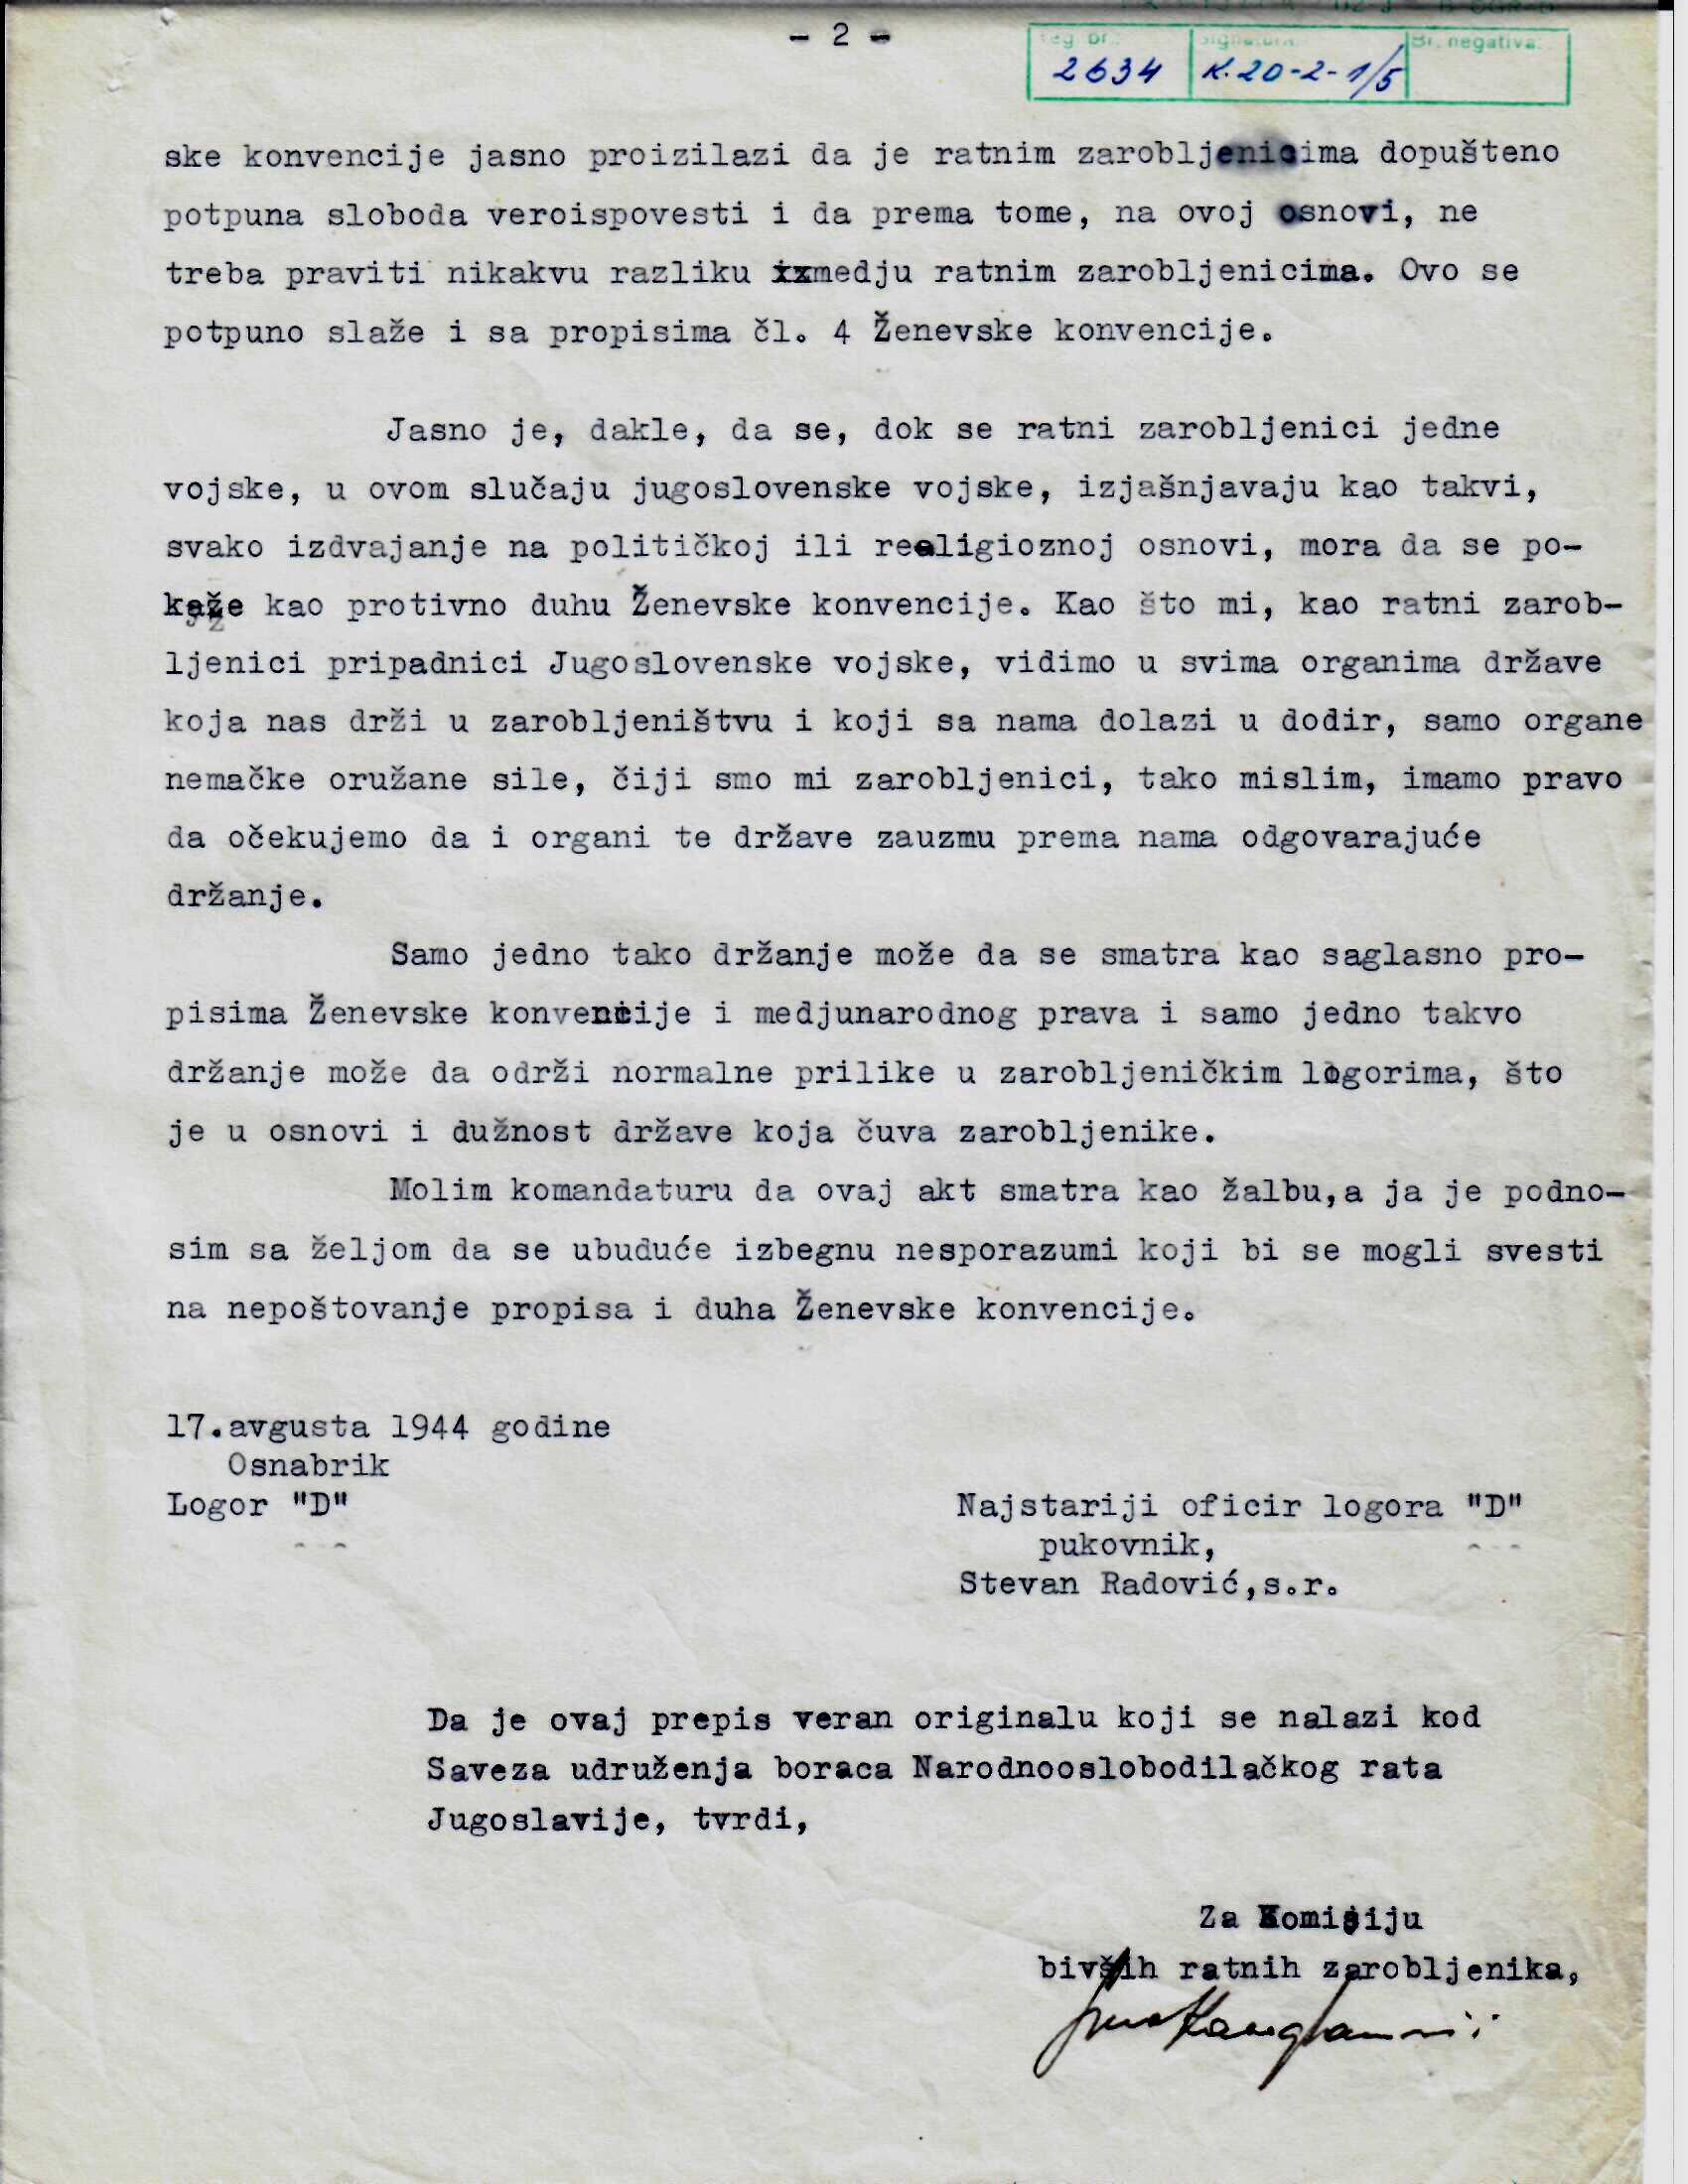 - 2 -
Reg br.
Signatura
Br. negativa:
2634
K. 20-2-1/5
ske konvencije jasno proizilazi da je ratnim zarobljenicima dopušteno
potpuna sloboda veroispovesti i da prema tome, na ovoj osnovi, ne
treba praviti nikakvu razliku ixmedju ratnim zarobljenicima. Ovo se
potpuno slaže i sa propisima čl. 4 Ženevske konvencije.
Jasno je, dakle, da se, dok se ratni zarobljenici jedne
vojske, u ovom slučaju jugoslovenske vojske, izjašnjavaju kao takvi,
svako izdvajanje na političkoj ili reeligioznoj osnovi, mora da se po-
kaže kao protivno duhu Ženevske konvencije. Kao što mi, kao ratni zarob-
ljenici pripadnici Jugoslovenske vojske, vidimo u svima organima države
koja nas drži u zarobljeništvu i koji sa nama dolazi u dodir, samo organe
nemačke oružane sile, čiji smo mi zarobljenici, tako mislim, imamo pravo
da očekujemo da i organi te države zauzmu prema nama odgovarajuće
držanje.
Samo jedno tako držanje može da se smatra kao saglasno pro-
pisima Ženevske konvencije i medjunarodnog prava i samo jedno takvo
držanje može da održi normalne prilike u zarobljeničkim logorima, što
je u osnovi i dužnost države koja čuva zarobljenike.
Molim komandaturu da ovaj akt smatra kao žalbu,a ja je podno-
sim sa željom da se ubuduće izbegnu nesporazumi koji bi se mogli svesti
na nepoštovanje propisa i duha Ženevske konvencije.
17.avgusta 1944 godine
Osnabrik
Logor "D"
Najstariji oficir logora "D"
pukovnik,
Stevan Radović,s.r.
Da je ovaj prepis veran originalu koji se nalazi kod
Saveza udruženja boraca Narodnooslobodilačkog rata
Jugoslavije, tvrdi,
Za Komisiju
bivših ratnih zarobljenika,